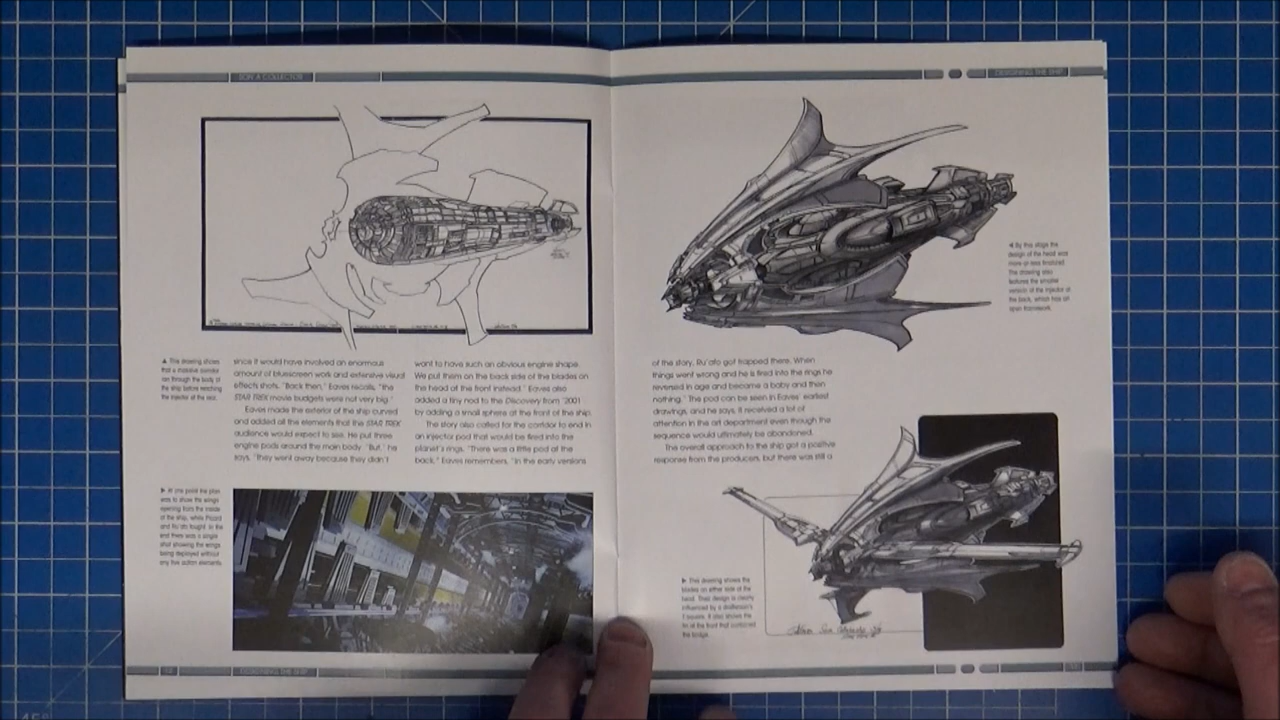 SON'A COLLECTOR
DESIGNING THE SHIP
▲ This drawing shows
that a massive corridor
ran through the body of
the ship before reaching
the injector at the rear.
since it would have involved an enormous
amount of bluescreen work and extensive visual
effects shots. "Back then," Eaves recalls, "the
STAR TREK movie budgets were not very big."
Eaves made the exterior of the ship curved
and added all the elements that the STAR TREK
audience would expect to see. He put three
engine pods around the main body. "But," he
says, "They went away because they didn't
want to have such an obvious engine shape.
We put them on the back side of the blades on
the head at the front instead." Eaves also
added a tiny nod to the Discovery from '2001'
by adding a small sphere at the front of the ship.
The story also called for the corridor to end in
an injector pod that would be fired into the
planet's rings. "There was a little pod at the
back," Eaves remembers, "in the early versions
▶ At one point the plan
was to show the wings
opening from the inside
of the ship, while Picard
and Ru'afo fought. In the
end there was a single
shot showing the wings
being deployed without
any live action elements.
DESIGNING THE SHIP
◀ By this stage the
design of the head was
more-or-less finalized.
The drawing also
features the smaller
version of the injector at
the back, which has an
open framework.
of the story, Ru'afo got trapped there. When
things went wrong and he is fired into the rings he
reversed in age and became a baby and then
nothing." The pod can be seen in Eaves' earliest
drawings, and he says, it received a lot of
attention in the art department even though the
sequence would ultimately be abandoned.
The overall approach to the ship got a positive
response from the producers, but there was still a
▶ This drawing shows the
blades on either side of the
head. Their design is clearly
influenced by a draftsman's
T square. It also shows the
fin at the front that contained
the bridge.